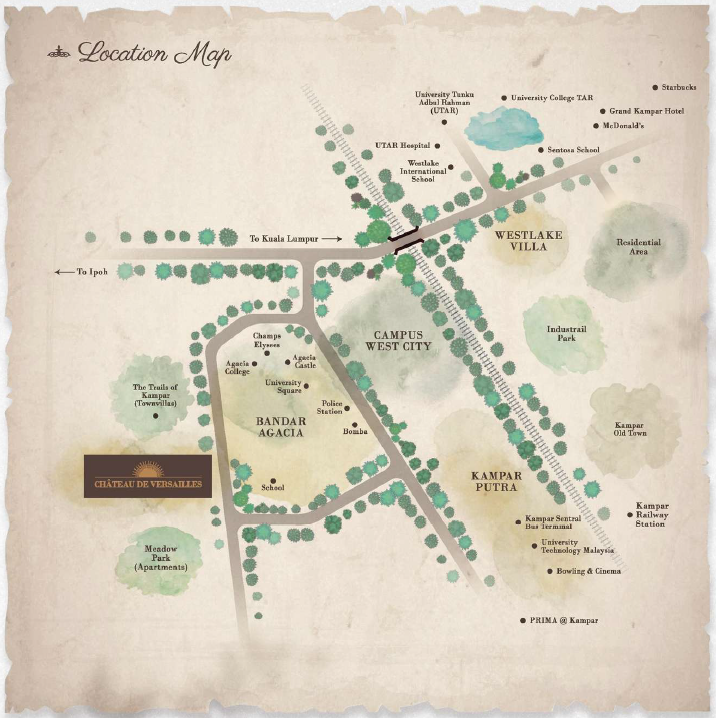 Location Map
Starbucks
University Tunku
Adbul Rahman
(UTAR)
University College TAR
Grand Kampar Hotel
McDonald's
UTAR Hospital
Sentosa School
Westlake
International
School
To Kuala Lumpur
WESTLAKE
VILLA
Residential
Area
To Ipoh
Champs
Elysees
CAMPUS
WEST CITY
Industrail
Park
Agacia
College
Agacia
Castle
University
Square
The Trails of
Kampar
(Townvillas)
Police
Station
BANDAR
AGACIA
Bomba
Kampar
Old Town
CHÂTEAU DE VERSAILLES
School
KAMPAR
PUTRA
Kampar
Railway
Station
Kampar Sentral
Bus Terminal
University
Technology Malaysia
Meadow
Park
(Apartments)
Bowling & Cinema
PRIMA @ Kampar